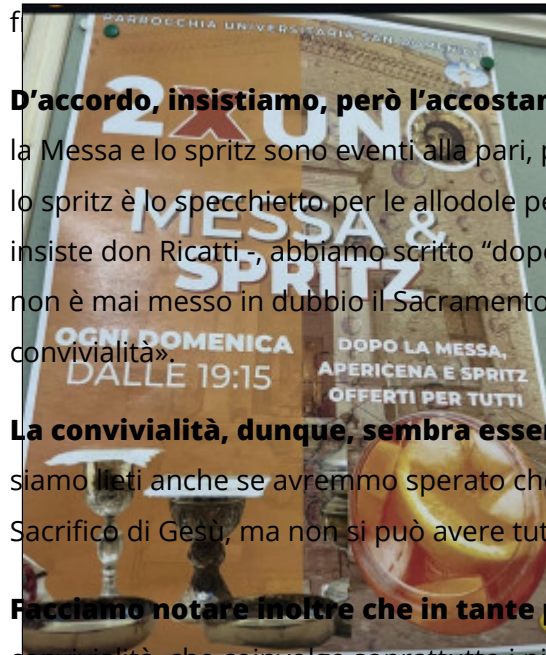 PARROCCHIA UNIVERSITARIA SAN
2 X UNO
MESSA &
SPRITZ
OGNI DOMENICA
DALLE 19:15
DOPO LA MESSA,
APERICENA E SPRITZ
OFFERTI PER TUTTI
D’accordo, insistiamo, però l’accostan
la Messa e lo spritz sono eventi alla pari, p
lo spritz è lo specchietto per le allodole pe
insiste don Ricatti -, abbiamo scritto “dopo
non è mai messo in dubbio il Sacramento
convivialità».
La convivialità, dunque, sembra esser
siamo lieti anche se avremmo sperato che
Sacrifico di Gesù, ma non si può avere tut
Facciamo notare inoltre che in tante p